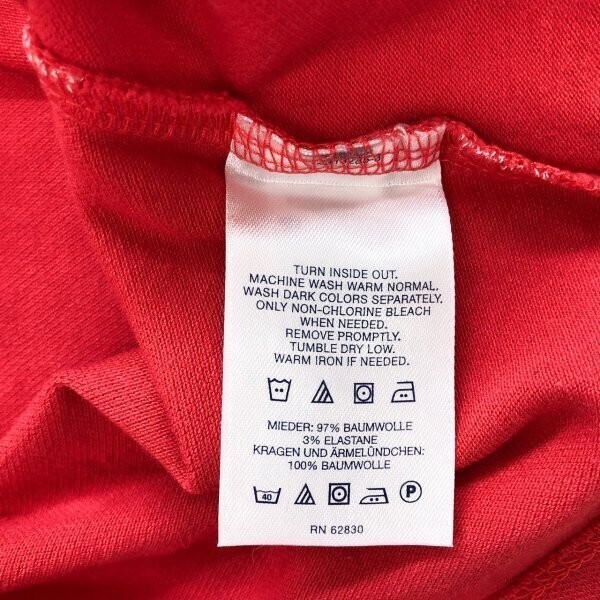 TURN INSIDE OUT.
MACHINE WASH WARM NORMAL.
WASH DARK COLORS SEPARATELY.
ONLY NON-CHLORINE BLEACH
WHEN NEEDED.
REMOVE PROMPTLY.
TUMBLE DRY LOW.
WARM IRON IF NEEDED.
MIEDER: 97% BAUMWOLLE
3% ELASTANE
KRAGEN UND ÄRMELÜNDCHEN:
100% BAUMWOLLE
40 P
RN 62830